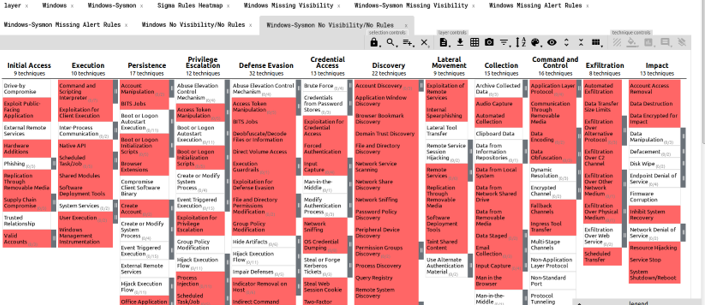 layer x Windows x Windows-Sysmon x Sigma Rules Heatmap x Windows Missing Visibility x Windows-Sysmon Missing Visibility x Windows Missing Alert Rules x
Windows-Sysmon Missing Alert Rules x Windows No Visibility/No Rules x Windows-Sysmon No Visibility/No Rules x
selection controls layer controls technique controls
Initial Access
9 techniques
Drive-by Compromise
Exploit Public-Facing Application
External Remote Services
Hardware Additions
Phishing (0/3)
Replication Through Removable Media
Supply Chain Compromise
Trusted Relationship
Valid Accounts
Execution
10 techniques
Command and Scripting Interpreter
Exploitation for Client Execution
Inter-Process Communication
Native API
Scheduled Task/Job
Shared Modules
Software Deployment Tools
System Services
User Execution
Windows Management Instrumentation
Persistence
17 techniques
Account Manipulation
BITS Jobs
Boot or Logon Autostart Execution
Boot or Logon Initialization Scripts
Browser Extensions
Compromise Client Software Binary
Create Account
Create or Modify System Process
Event Triggered Execution
External Remote Services
Hijack Execution Flow
Office Application
Privilege Escalation
12 techniques
Abuse Elevation Control Mechanism
Access Token Manipulation
Boot or Logon Autostart Execution
Boot or Logon Initialization Scripts
Create or Modify System Process
Event Triggered Execution
Exploitation for Privilege Escalation
Group Policy Modification
Hijack Execution Flow
Process Injection
Scheduled Task/Job
Defense Evasion
32 techniques
Abuse Elevation Control Mechanism
Access Token Manipulation
BITS Jobs
Deobfuscate/Decode Files or Information
Direct Volume Access
Execution Guardrails
Exploitation for Defense Evasion
File and Directory Permissions Modification
Group Policy Modification
Hide Artifacts
Hijack Execution Flow
Impair Defenses
Indicator Removal on Host
Indirect Command
Credential Access
13 techniques
Brute Force
Credentials from Password Stores
Exploitation for Credential Access
Forced Authentication
Input Capture
Man-in-the-Middle
Modify Authentication Process
Network Sniffing
OS Credential Dumping
Steal or Forge Kerberos Tickets
Steal Web Session Cookie
Two-Factor
Discovery
22 techniques
Account Discovery
Application Window Discovery
Browser Bookmark Discovery
Domain Trust Discovery
File and Directory Discovery
Network Service Scanning
Network Share Discovery
Network Sniffing
Password Policy Discovery
Peripheral Device Discovery
Permission Groups Discovery
Process Discovery
Query Registry
Remote System Discovery
Lateral Movement
9 techniques
Exploitation of Remote Services
Internal Spearphishing
Lateral Tool Transfer
Remote Service Session Hijacking
Remote Services
Replication Through Removable Media
Software Deployment Tools
Taint Shared Content
Use Alternate Authentication Material
Collection
15 techniques
Archive Collected Data
Audio Capture
Automated Collection
Clipboard Data
Data from Information Repositories
Data from Local System
Data from Network Shared Drive
Data from Removable Media
Data Staged
Email Collection
Input Capture
Man in the Browser
Man-in-the-Middle
Command and Control
16 techniques
Application Layer Protocol
Communication Through Removable Media
Data Encoding
Data Obfuscation
Dynamic Resolution
Encrypted Channel
Fallback Channels
Ingress Tool Transfer
Multi-Stage Channels
Non-Application Layer Protocol
Non-Standard Port
Protocol Tunneling
Exfiltration
8 techniques
Automated Exfiltration
Data Transfer Size Limits
Exfiltration Over Alternative Protocol
Exfiltration Over C2 Channel
Exfiltration Over Other Network Medium
Exfiltration Over Physical Medium
Exfiltration Over Web Service
Scheduled Transfer
Impact
13 techniques
Account Access Removal
Data Destruction
Data Encrypted for Impact
Data Manipulation
Defacement
Disk Wipe
Endpoint Denial of Service
Firmware Corruption
Inhibit System Recovery
Network Denial of Service
Resource Hijacking
Service Stop
System Shutdown/Reboot
legend